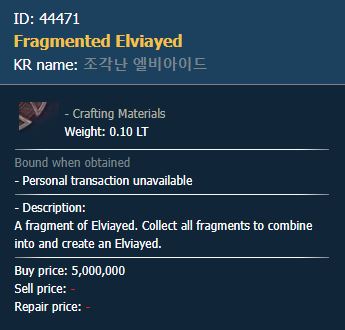 ID: 44471
Fragmented Elviayed
KR name: 조각난 엘비아이드
- Crafting Materials
Weight: 0.10 LT
Bound when obtained
- Personal transaction unavailable
- Description:
A fragment of Elviayed. Collect all fragments to combine
into and create an Elviayed.
Buy price: 5,000,000
Sell price: -
Repair price: -